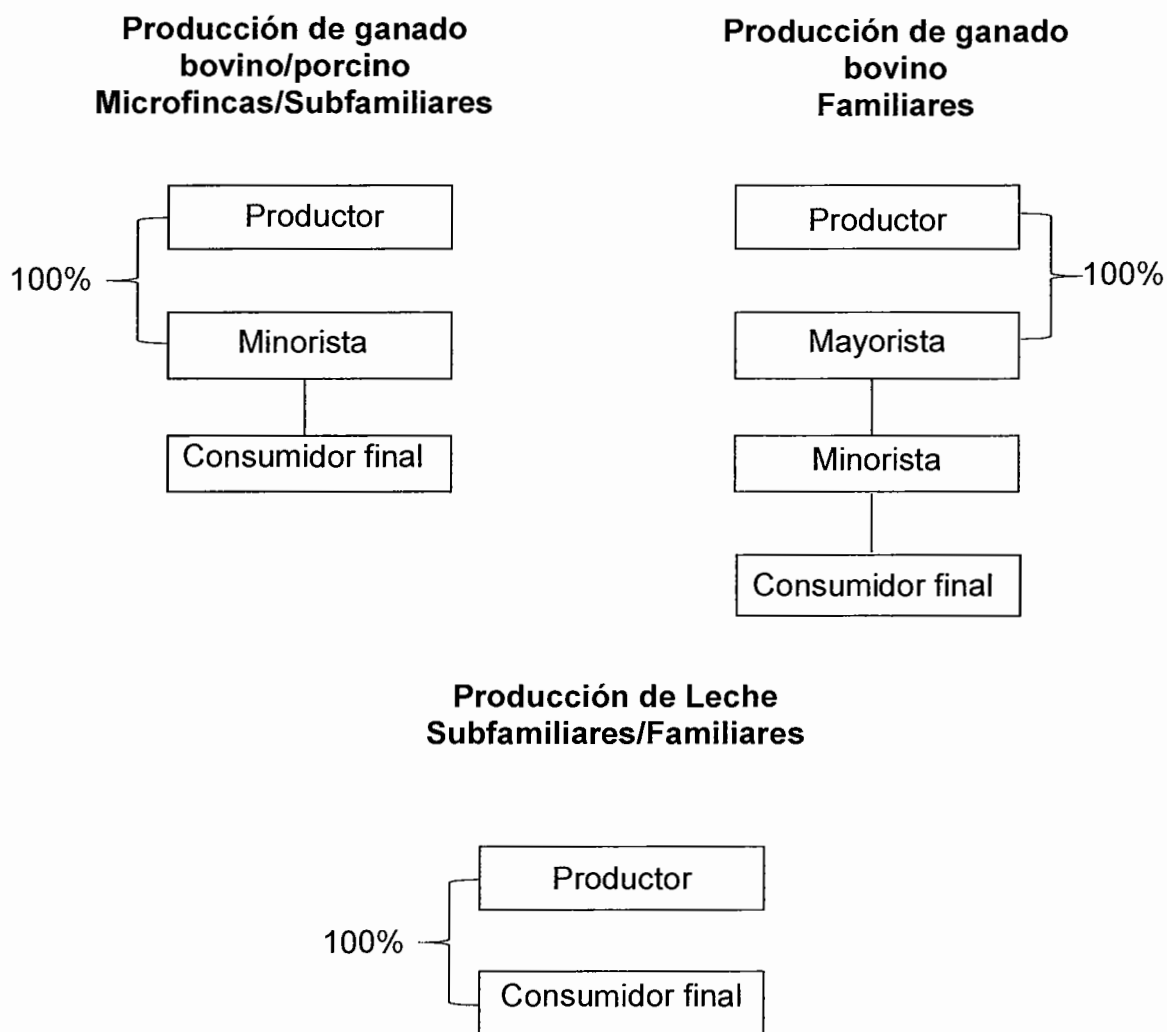 Producción de ganado
bovino/porcino
Microfincas/Subfamiliares
Productor
100%
Minorista
Consumidor final
Producción de ganado
bovino
Familiares
Productor
100%
Mayorista
Minorista
Consumidor final
Producción de Leche
Subfamiliares/Familiares
Productor
100%
Consumidor final